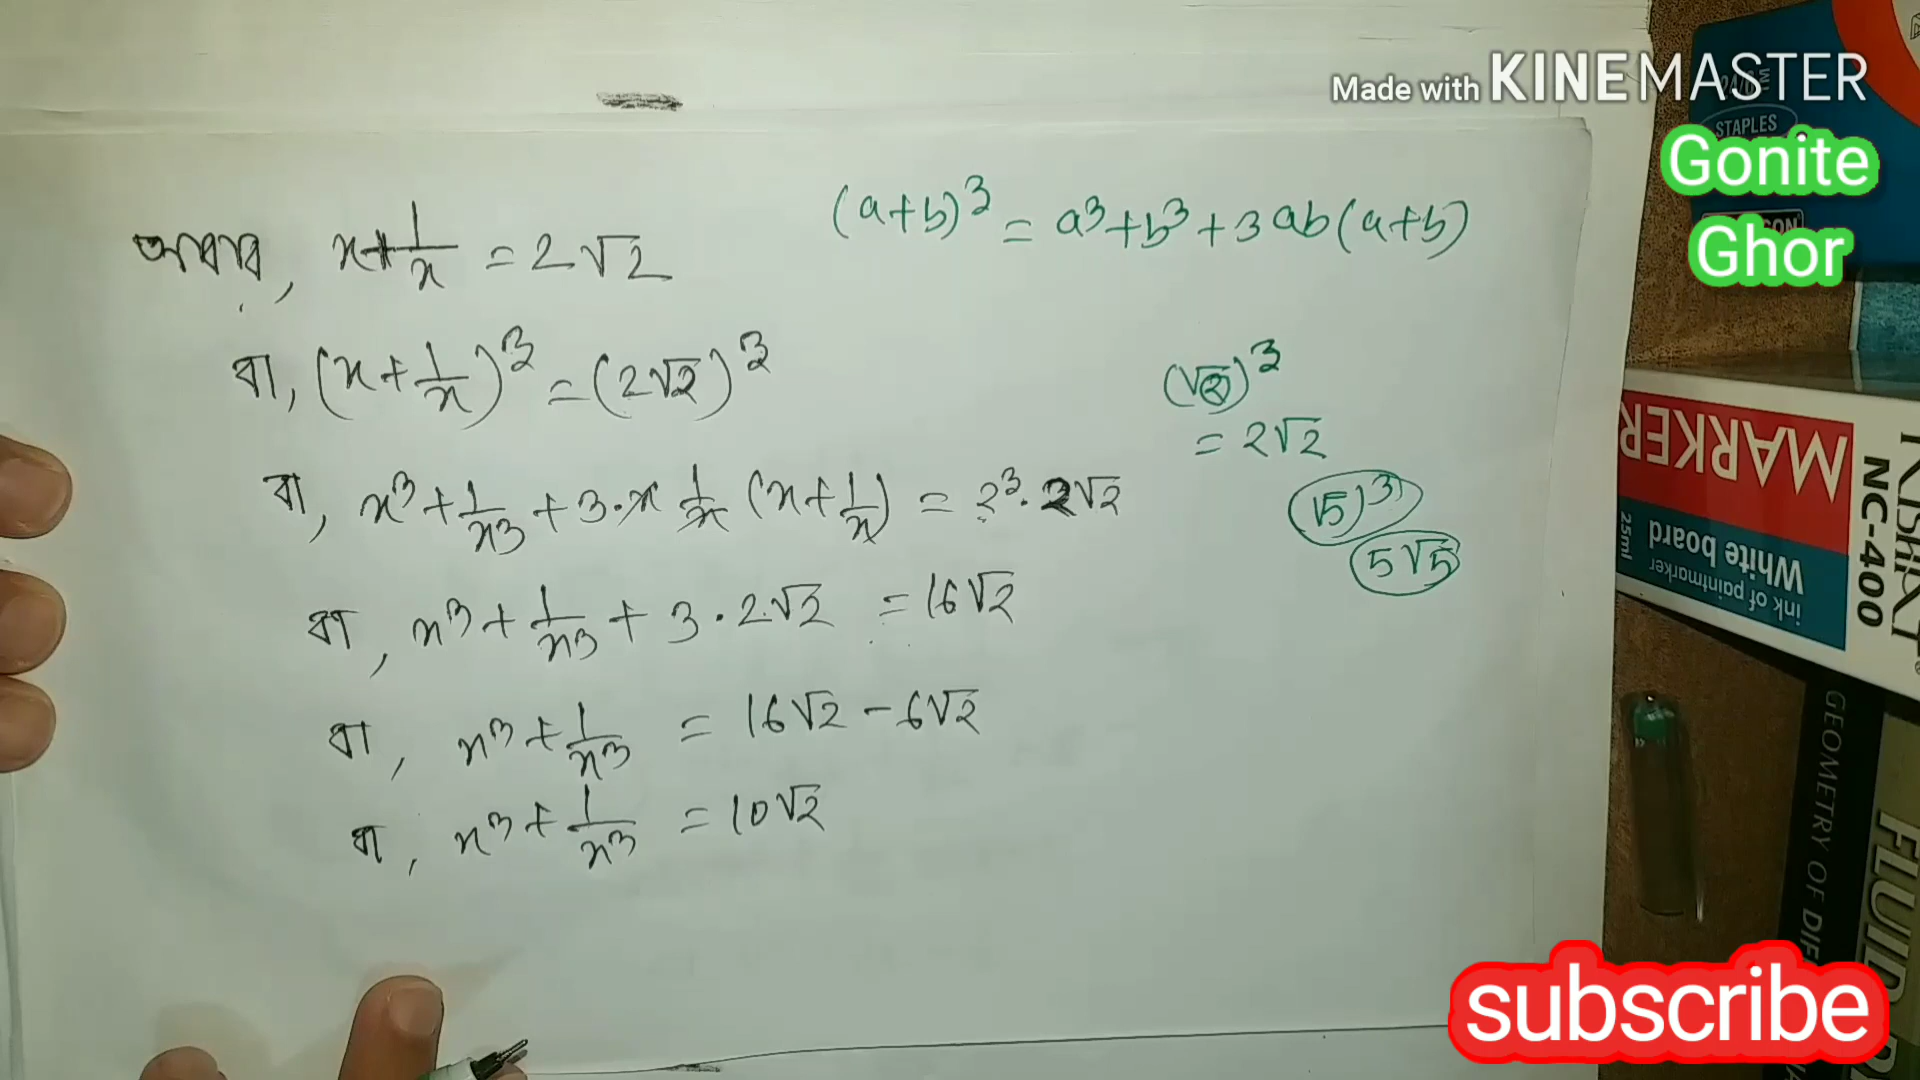 Made with KINEMASTER
Gonite
Ghor
আবার, x+1/x = 2√2
(a+b)³ = a³+b³+3ab(a+b)
বা, (x+1/x)³ = (2√2)³
(√2)³
= 2√2
বা, x³+1/x³+3·x 1/x (x+1/x) = 2³·2√2
√5)³
5√5
বা, x³+1/x³+3·2√2 = 16√2
বা, x³+1/x³ = 16√2-6√2
বা, x³+1/x³ = 10√2
STAPLES
MARKER
White board
ink of paintmarker
25ml
NC-400
GEOMETRY OF
FLUID
subscribe